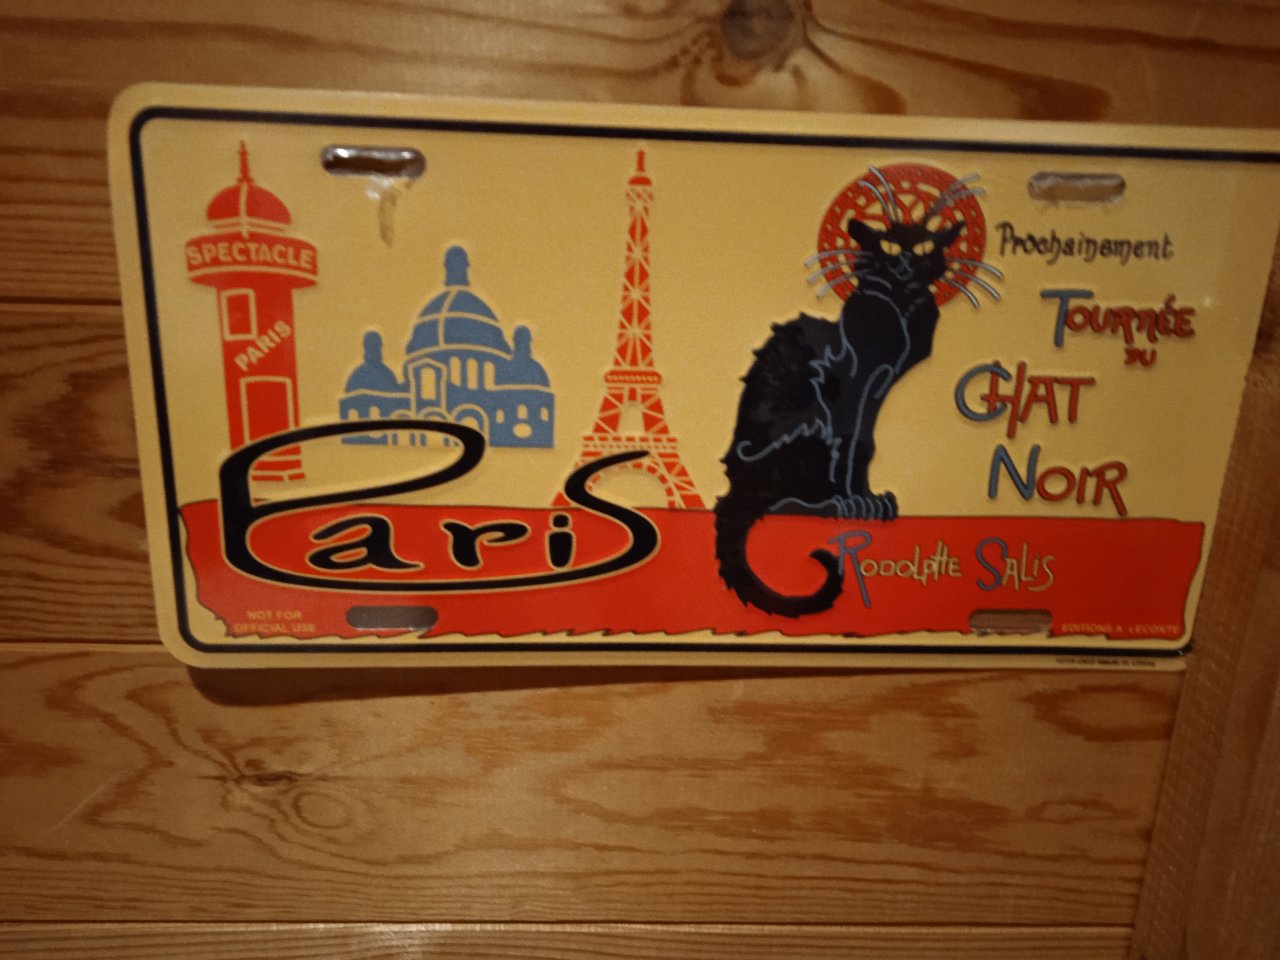 SPECTACLE
PARIS
Paris
Prochainement
TOURNÉE
DU
CHAT
NOIR
RODOLPHE SALIS
NOT FOR
OFFICIAL USE
EDITIONS A. LECONTE